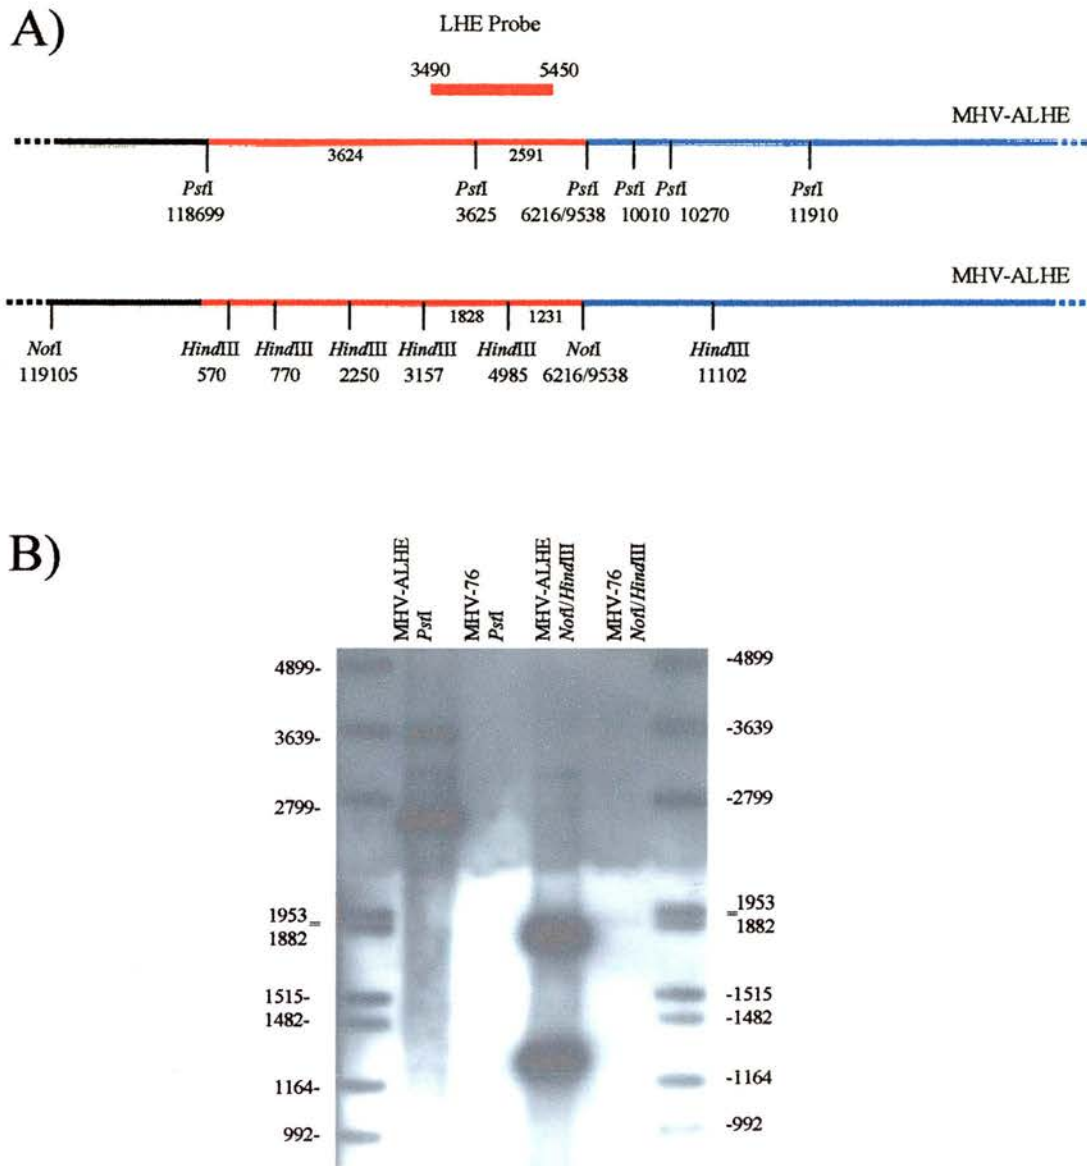 A)
LHE Probe
3490 5450
MHV-ALHE
3624 2591
PstI PstI PstI PstI PstI PstI
118699 3625 6216/9538 10010 10270 11910
MHV-ALHE
1828 1231
NotI HindIII HindIII HindIII HindIII HindIII NotI HindIII
119105 570 770 2250 3157 4985 6216/9538 11102
B)
MHV-ALHE
PstI
MHV-76
PstI
MHV-ALHE
NotI/HindIII
MHV-76
NotI/HindIII
4899- -4899
3639- -3639
2799- -2799
1953 = =1953
1882 1882
1515- -1515
1482- -1482
1164- -1164
992- -992